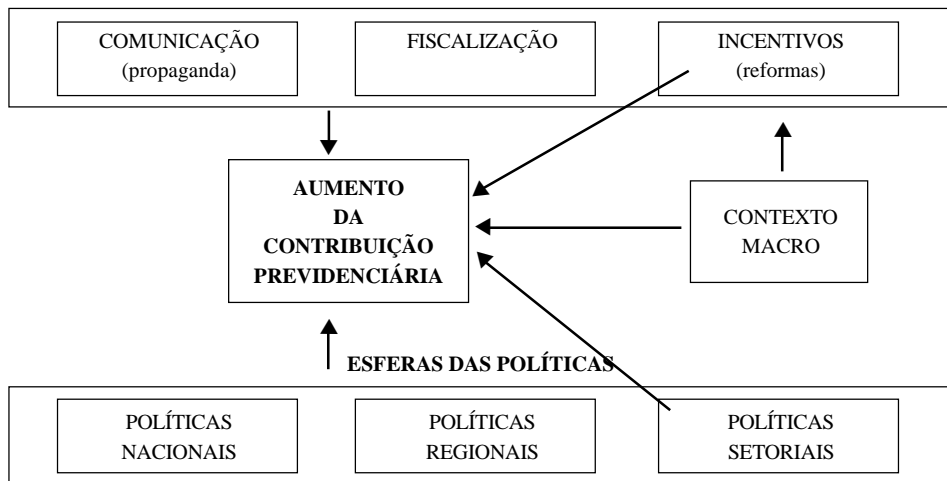 COMUNICAÇÃO
(propaganda)
FISCALIZAÇÃO
INCENTIVOS
(reformas)
AUMENTO
DA
CONTRIBUIÇÃO
PREVIDENCIÁRIA
CONTEXTO
MACRO
ESFERAS DAS POLÍTICAS
POLÍTICAS
NACIONAIS
POLÍTICAS
REGIONAIS
POLÍTICAS
SETORIAIS